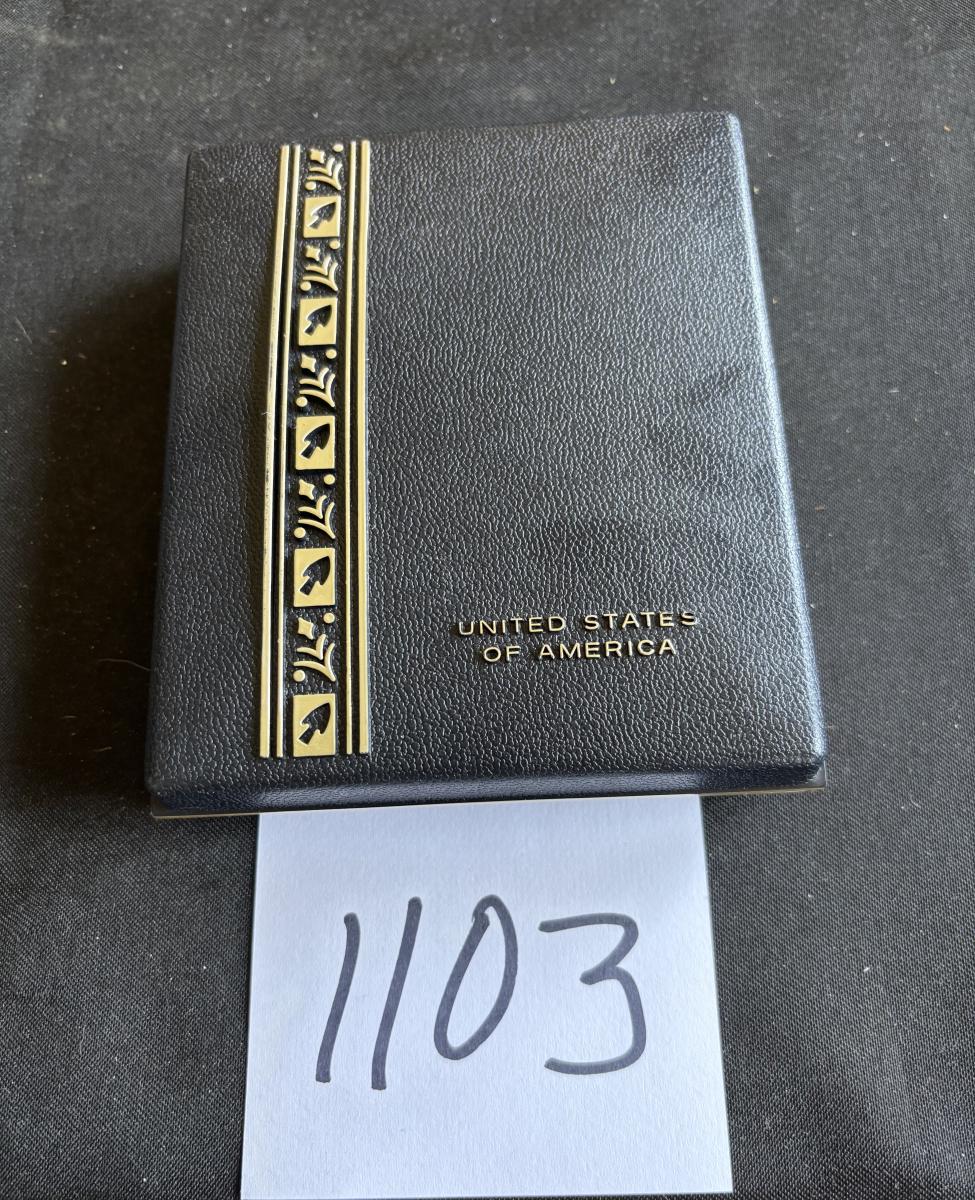 UNITED STATES
OF AMERICA
1103